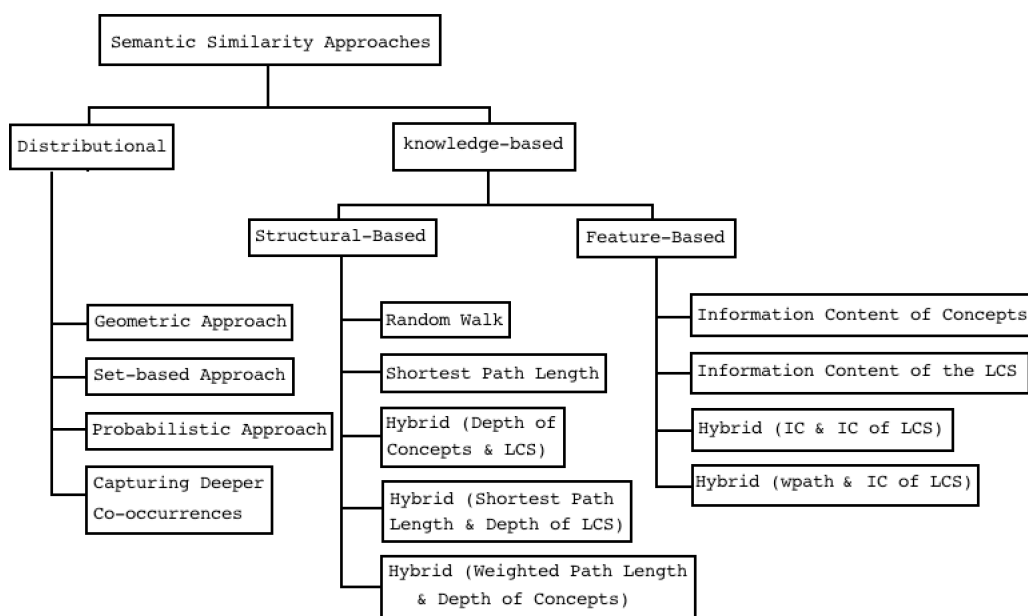 Semantic Similarity Approaches
Distributional
knowledge-based
Structural-Based
Feature-Based
Geometric Approach
Set-based Approach
Probabilistic Approach
Capturing Deeper
Co-occurrences
Random Walk
Shortest Path Length
Hybrid (Depth of
Concepts & LCS)
Hybrid (Shortest Path
Length & Depth of LCS)
Hybrid (Weighted Path Length
& Depth of Concepts)
Information Content of Concepts
Information Content of the LCS
Hybrid (IC & IC of LCS)
Hybrid (wpath & IC of LCS)